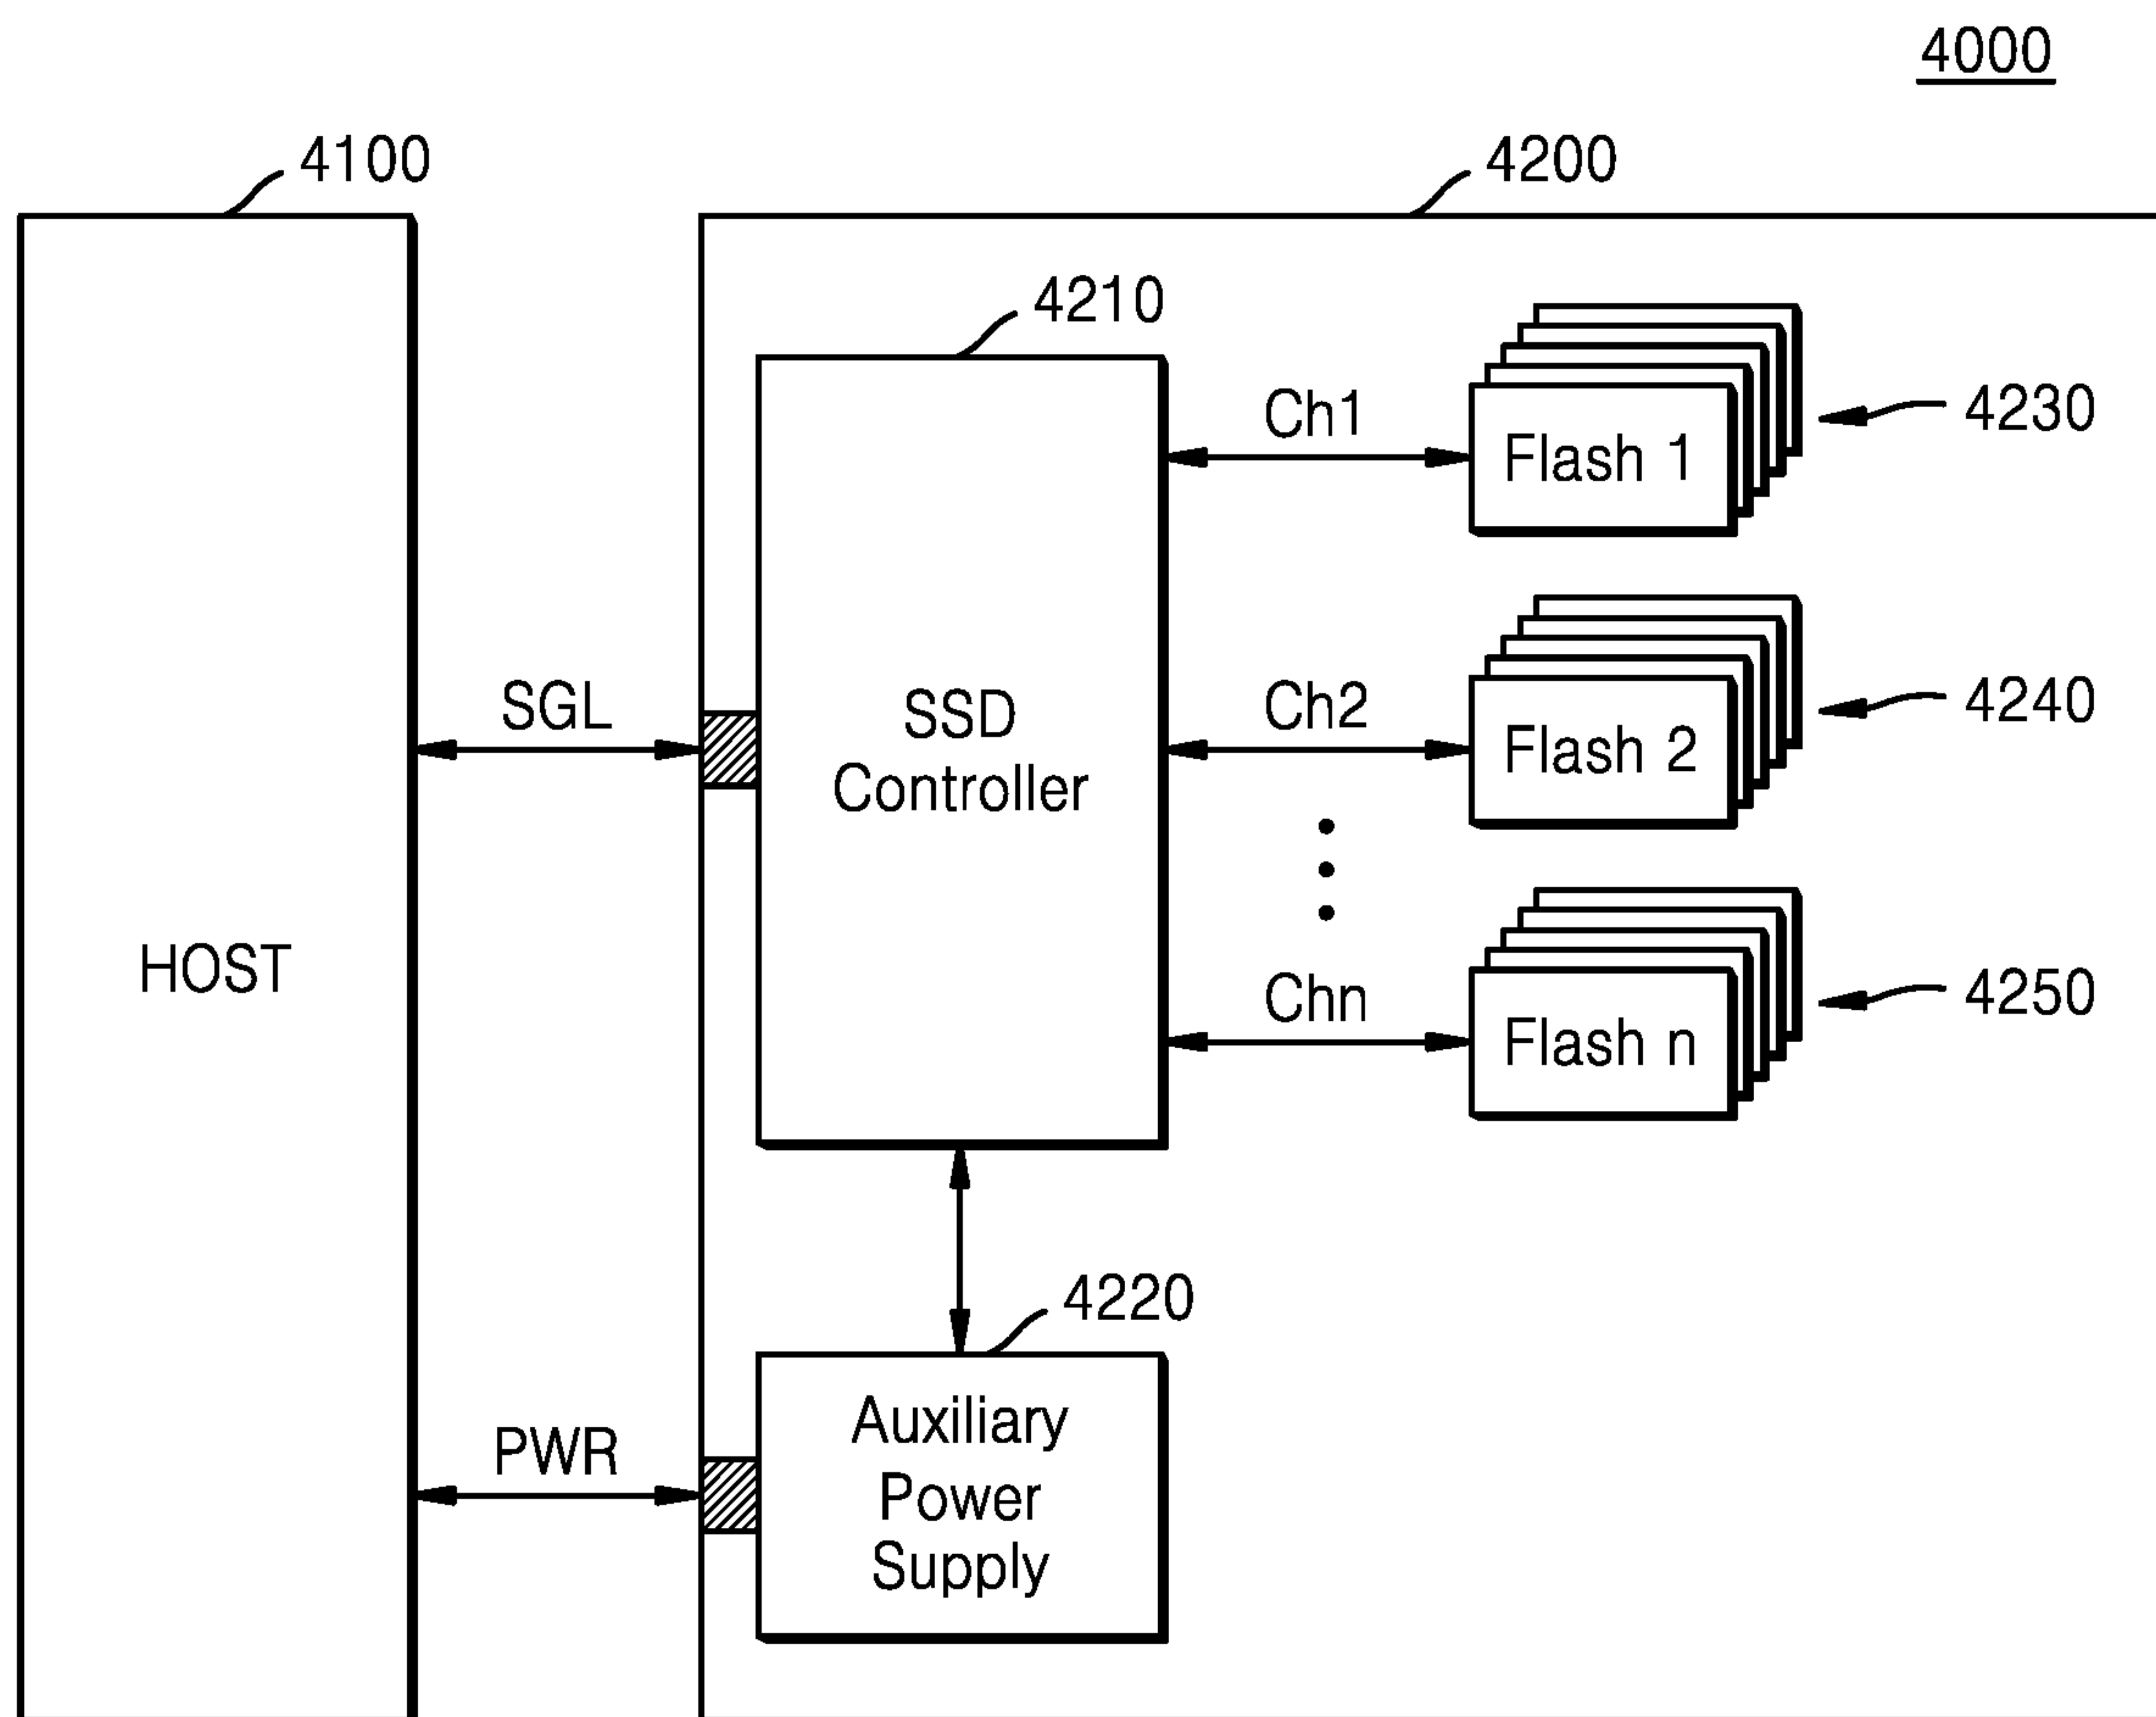 4000
4100
4200
4210
Ch1
Flash 1
4230
SGL
SSD
Controller
Ch2
Flash 2
4240
HOST
Chn
Flash n
4250
4220
PWR
Auxiliary
Power
Supply